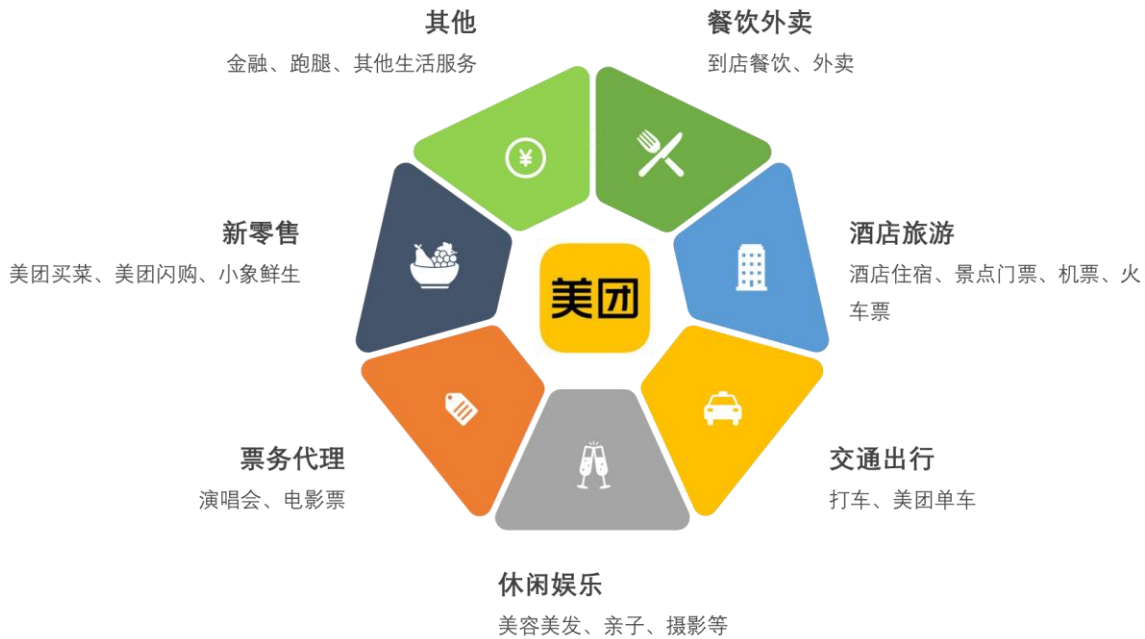 其他
金融、跑腿、其他生活服务
餐饮外卖
到店餐饮、外卖
¥
新零售
美团买菜、美团闪购、小象鲜生
酒店旅游
酒店住宿、景点门票、机票、火
车票
美团
票务代理
演唱会、电影票
交通出行
打车、美团单车
休闲娱乐
美容美发、亲子、摄影等